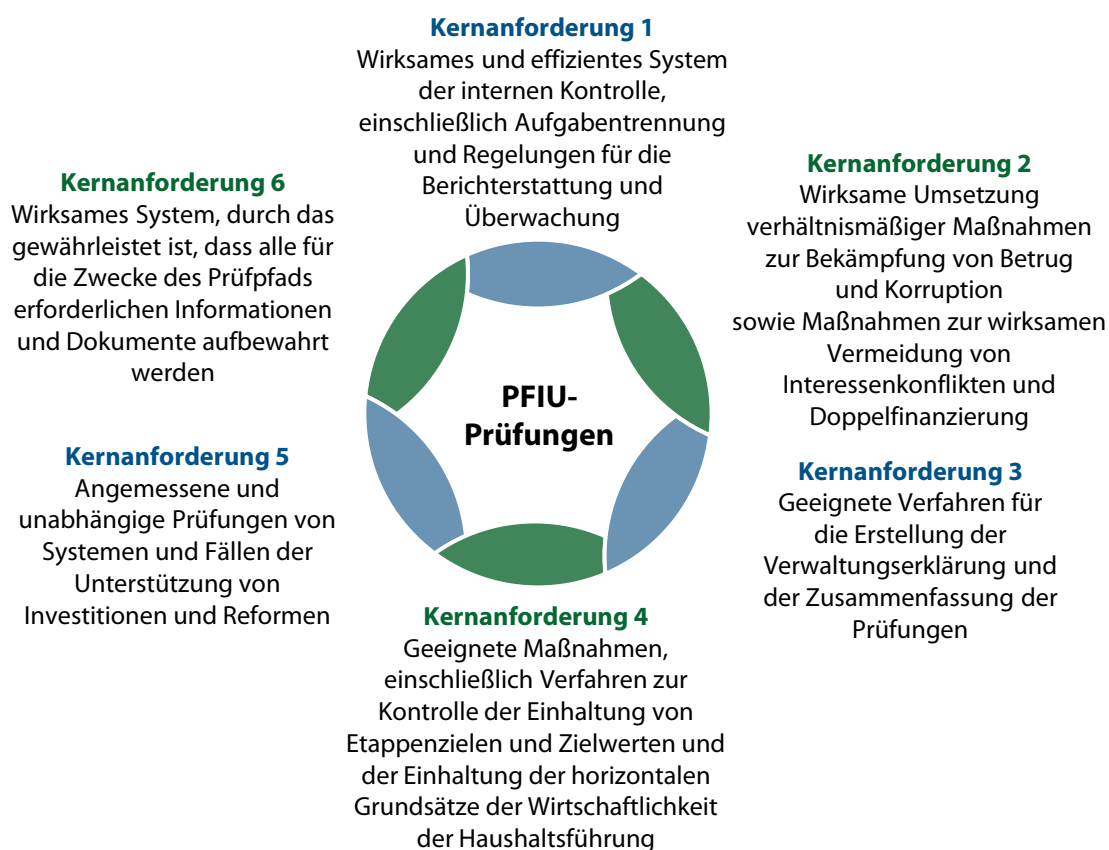 Kernanforderung 1
Wirksames und effizientes System
der internen Kontrolle,
einschließlich Aufgabentrennung
und Regelungen für die
Berichterstattung und
Überwachung
Kernanforderung 2
Wirksame Umsetzung
verhältnismäßiger Maßnahmen
zur Bekämpfung von Betrug
und Korruption
sowie Maßnahmen zur wirksamen
Vermeidung von
Interessenkonflikten und
Doppelfinanzierung
Kernanforderung 3
Geeignete Verfahren für
die Erstellung der
Verwaltungserklärung und
der Zusammenfassung der
Prüfungen
Kernanforderung 4
Geeignete Maßnahmen,
einschließlich Verfahren zur
Kontrolle der Einhaltung von
Etappenzielen und Zielwerten und
der Einhaltung der horizontalen
Grundsätze der Wirtschaftlichkeit
der Haushaltsführung
Kernanforderung 5
Angemessene und
unabhängige Prüfungen von
Systemen und Fällen der
Unterstützung von
Investitionen und Reformen
Kernanforderung 6
Wirksames System, durch das
gewährleistet ist, dass alle für
die Zwecke des Prüfpfads
erforderlichen Informationen
und Dokumente aufbewahrt
werden
PFIU-
Prüfungen